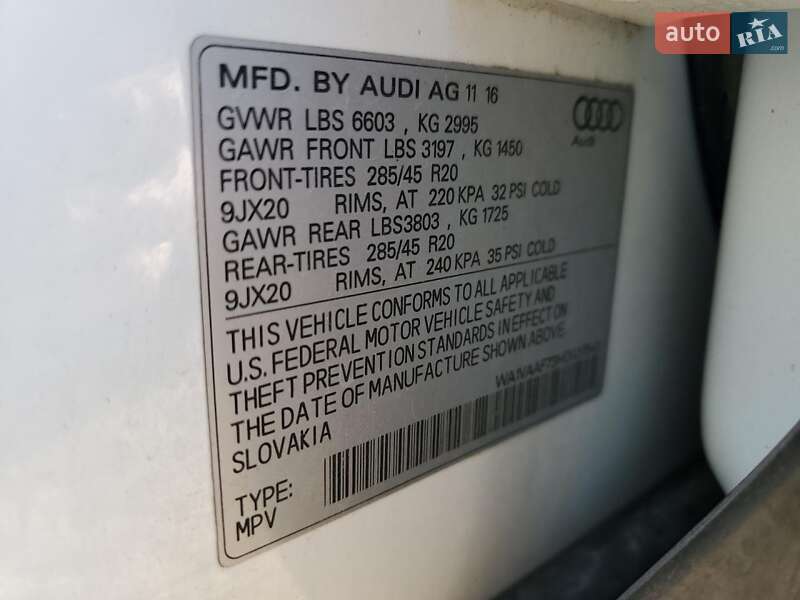 auto RIA .com
MFD. BY AUDI AG 11 16
GVWR LBS 6603 , KG 2995
GAWR FRONT LBS 3197 , KG 1450
FRONT-TIRES 285/45 R20
9JX20 RIMS, AT 220 KPA 32 PSI COLD
GAWR REAR LBS3803 , KG 1725
REAR-TIRES 285/45 R20
9JX20 RIMS, AT 240 KPA 35 PSI COLD
Audi
THIS VEHICLE CONFORMS TO ALL APPLICABLE
U.S. FEDERAL MOTOR VEHICLE SAFETY AND
THEFT PREVENTION STANDARDS IN EFFECT ON
THE DATE OF MANUFACTURE SHOWN ABOVE.
SLOVAKIA
TYPE:
MPV